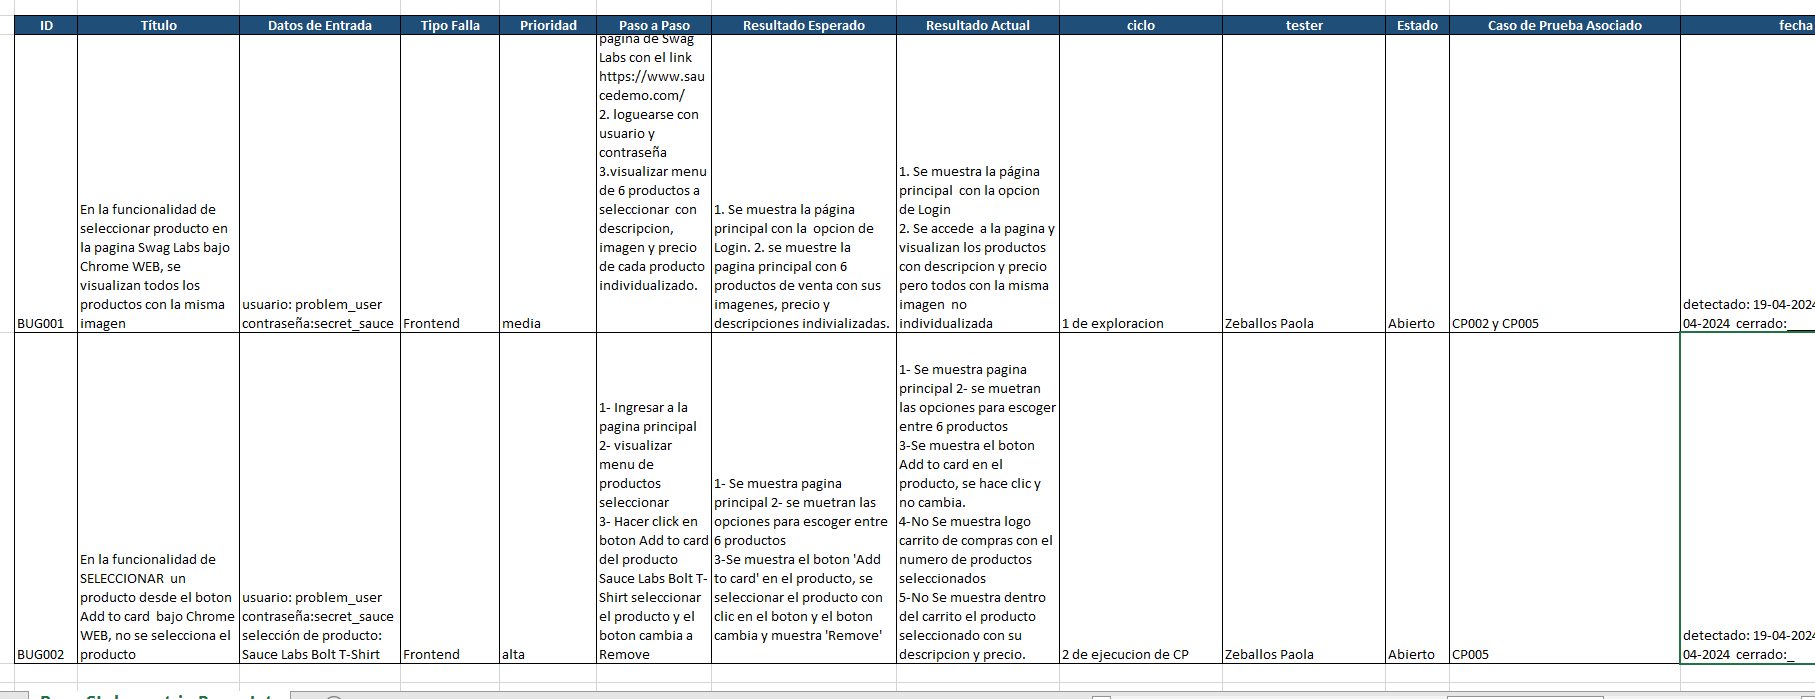 ID
Título
Datos de Entrada
Tipo Falla
Prioridad
Paso a Paso
Resultado Esperado
Resultado Actual
ciclo
tester
Estado
Caso de Prueba Asociado
fecha
BUG001
En la funcionalidad de
seleccionar producto en
la pagina Swag Labs bajo
Chrome WEB, se
visualizan todos los
productos con la misma
imagen
usuario: problem_user
contraseña:secret_sauce
Frontend
media
pagina de Swag
Labs con el link
https://www.sau
cedemo.com/
2. loguearse con
usuario y
contraseña
3.visualizar menu
de 6 productos a
seleccionar con
descripcion,
imagen y precio
de cada producto
individualizado.
1. Se muestra la página
principal con la opcion de
Login. 2. se muestre la
pagina principal con 6
productos de venta con sus
imagenes, precio y
descripciones indivializadas.
1. Se muestra la página
principal con la opcion
de Login
2. Se accede a la pagina y
visualizan los productos
con descripcion y precio
pero todos con la misma
imagen no
individualizada
1 de exploracion
Zeballos Paola
Abierto
CP002 y CP005
detectado: 19-04-2024
04-2024 cerrado:____
BUG002
En la funcionalidad de
SELECCIONAR un
producto desde el boton
Add to card bajo Chrome
WEB, no se selecciona el
producto
usuario: problem_user
contraseña:secret_sauce
selección de producto:
Sauce Labs Bolt T-Shirt
Frontend
alta
1- Ingresar a la
pagina principal
2- visualizar
menu de
productos
seleccionar
3- Hacer click en
boton Add to card
del producto
Sauce Labs Bolt T-
Shirt seleccionar
el producto y el
boton cambia a
Remove
1- Se muestra pagina
principal 2- se muetran las
opciones para escoger entre
6 productos
3-Se muestra el boton 'Add
to card' en el producto, se
seleccionar el producto con
clic en el boton y el boton
cambia y muestra 'Remove'
1- Se muestra pagina
principal 2- se muetran
las opciones para escoger
entre 6 productos
3-Se muestra el boton
Add to card en el
producto, se hace clic y
no cambia.
4-No Se muestra logo
carrito de compras con el
numero de productos
seleccionados
5-No Se muestra dentro
del carrito el producto
seleccionado con su
descripcion y precio.
2 de ejecucion de CP
Zeballos Paola
Abierto
CP005
detectado: 19-04-2024
04-2024 cerrado:_